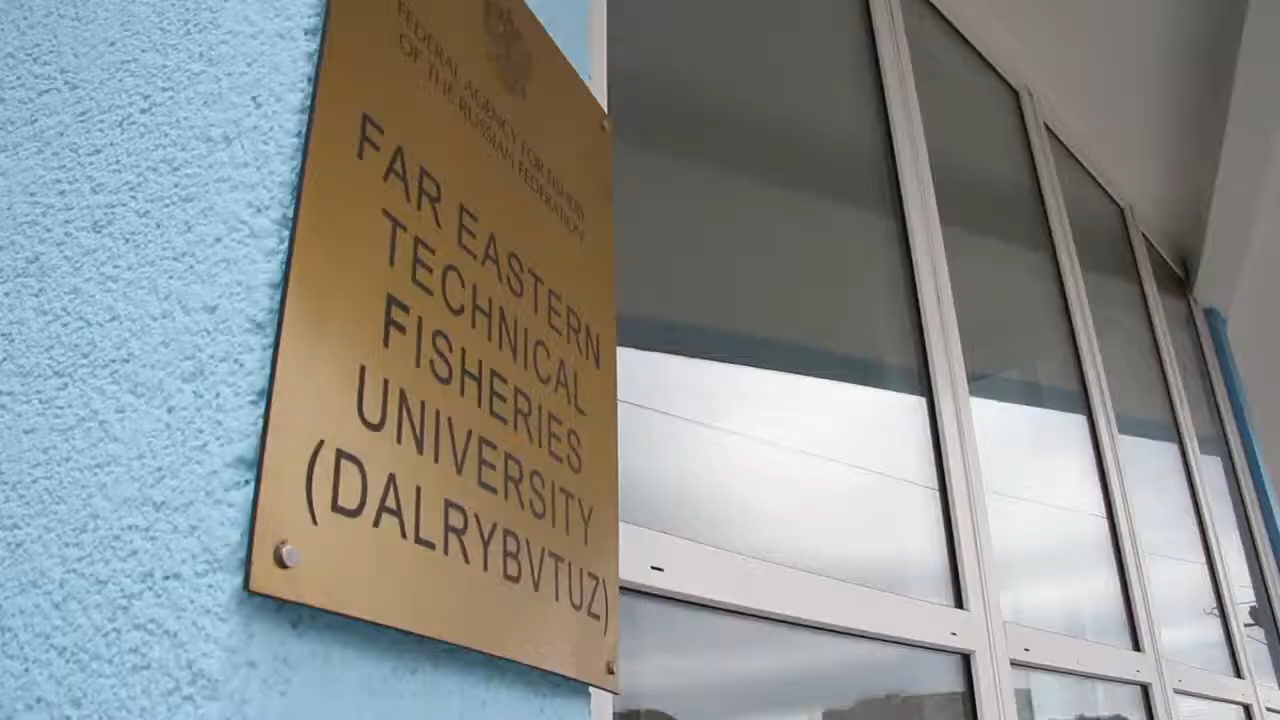 FEDERAL AGENCY FOR FISHERY
OF THE RUSSIAN FEDERATION
FAR EASTERN
TECHNICAL
FISHERIES
UNIVERSITY
(DALRYBVTUZ)